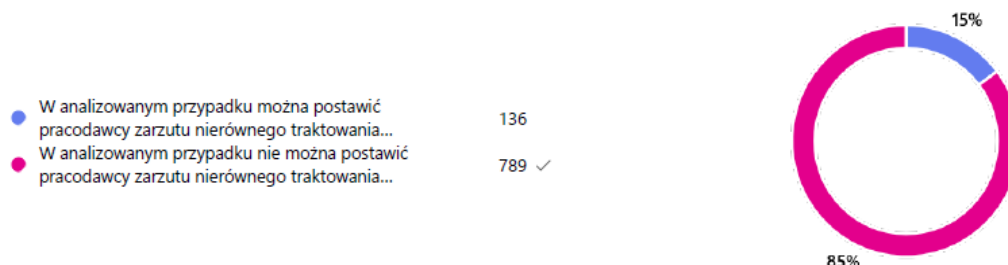 15%
W analizowanym przypadku można postawić
pracodawcy zarzutu nierównego traktowania...
136
W analizowanym przypadku nie można postawić
pracodawcy zarzutu nierównego traktowania...
789
85%